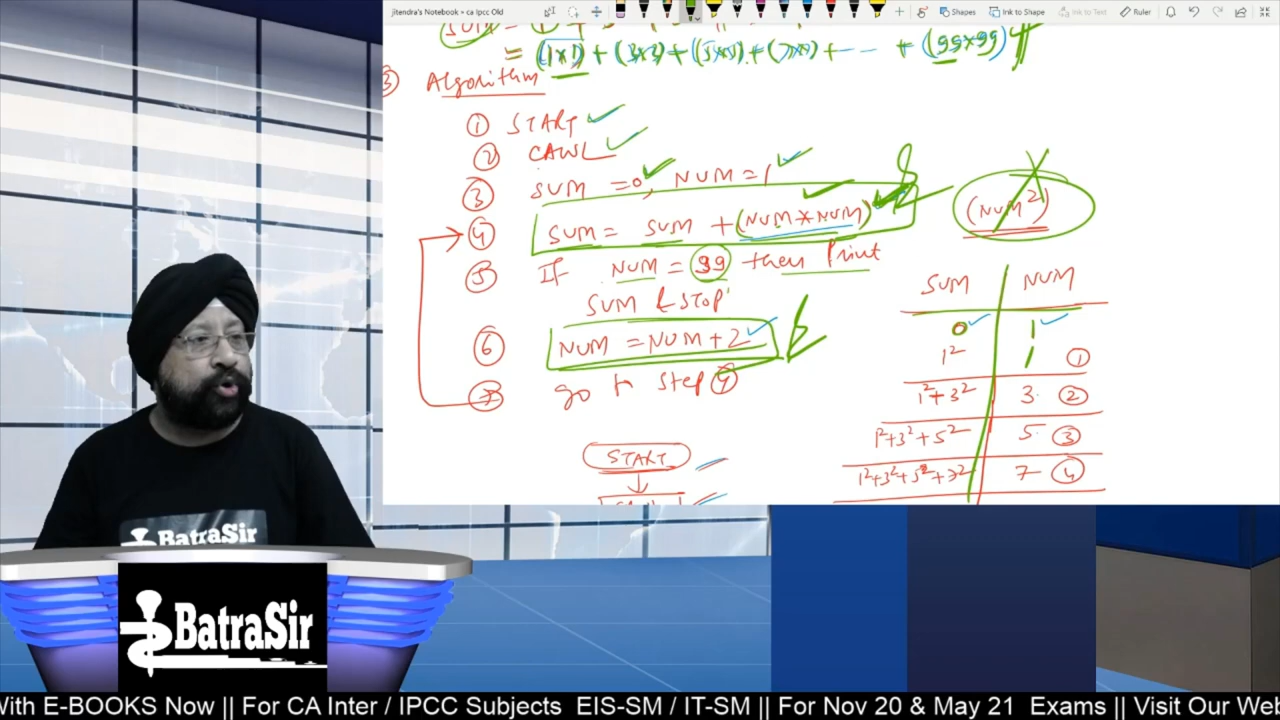 jitendra's Notebook » ca Ipcc Old
Shapes
Ink to Shape
Ink to Text
Ruler
= (1×1) + (3×3) + (5×5) + (7×7) + - - - - + (99×99)
③ Algorithm
① START
② CAWL
③ SUM = 0, NUM = 1
④ SUM = SUM + (NUM * NUM)
(NUM²)
⑤ If NUM = 99 then Print
SUM & STOP
⑥ NUM = NUM + 2
⑦ go to step ④
START
SUM NUM
0 1
1² 1 ①
1²+3² 3 ②
1²+3²+5² 5 ③
1²+3²+5²+7² 7 ④
BatraSir
BatraSir
With E-BOOKS Now || For CA Inter / IPCC Subjects EIS-SM / IT-SM || For Nov 20 & May 21 Exams || Visit Our Web